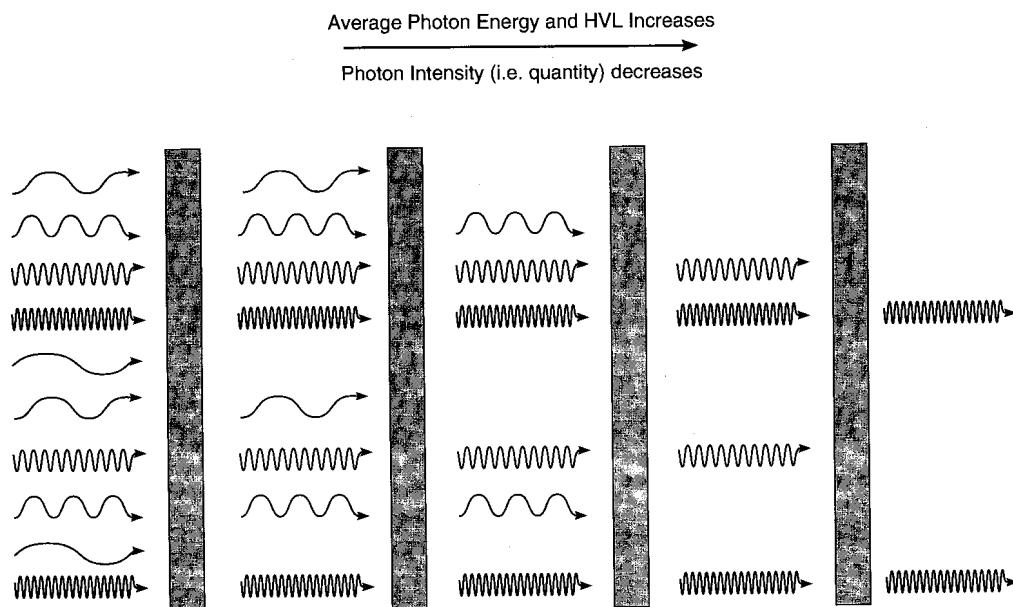 Average Photon Energy and HVL Increases
Photon Intensity (i.e. quantity) decreases